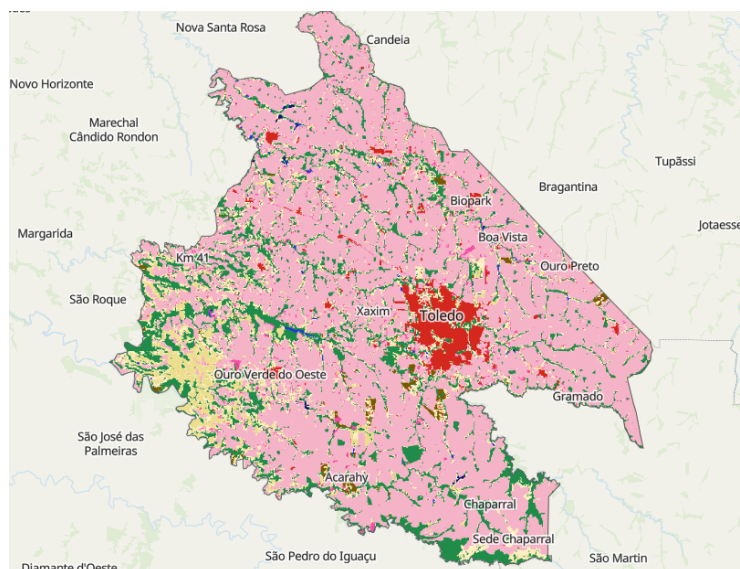 Nova Santa Rosa
Candeia
Novo Horizonte
Marechal
Cândido Rondon
Tupãssi
Bragantina
Biopark
Jotaesse
Margarida
Boa Vista
Km 41
Ouro Preto
São Roque
Xaxim
Toledo
Ouro Verde do Oeste
Gramado
São José das
Palmeiras
Acarahy
Chaparral
Sede Chaparral
São Pedro do Iguaçu
São Martin
Diamante d'Oeste